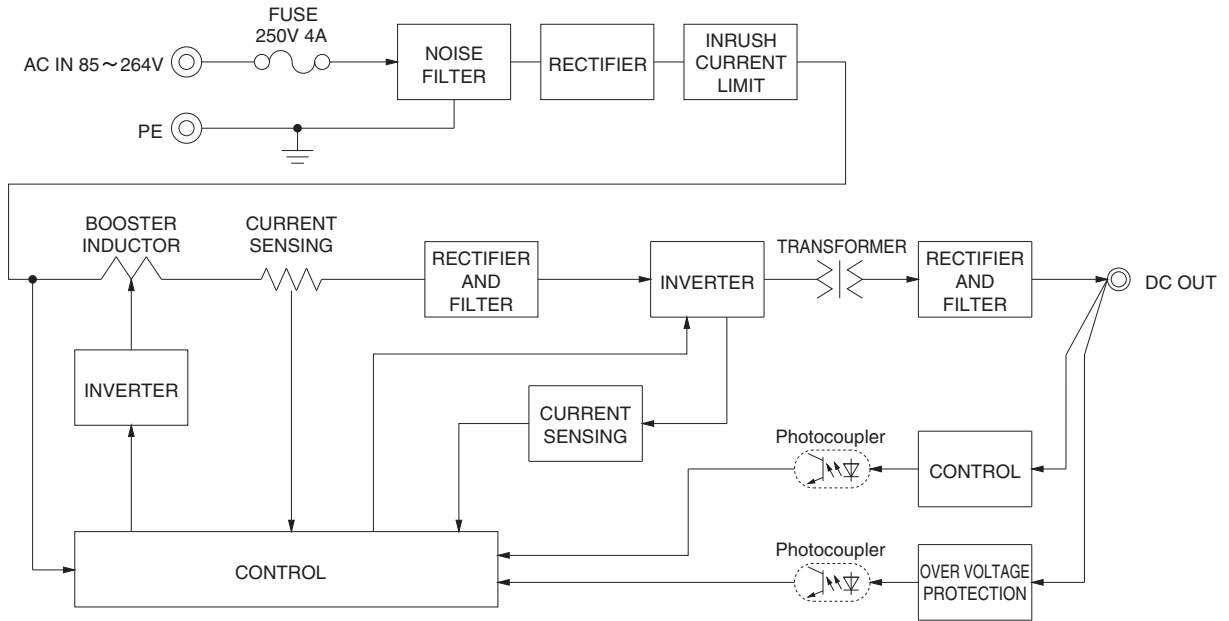 FUSE
250V 4A
AC IN 85～264V
NOISE
FILTER
RECTIFIER
INRUSH
CURRENT
LIMIT
PE
BOOSTER
INDUCTOR
CURRENT
SENSING
RECTIFIER
AND
FILTER
INVERTER
TRANSFORMER
RECTIFIER
AND
FILTER
DC OUT
INVERTER
CURRENT
SENSING
Photocoupler
CONTROL
CONTROL
Photocoupler
OVER VOLTAGE
PROTECTION